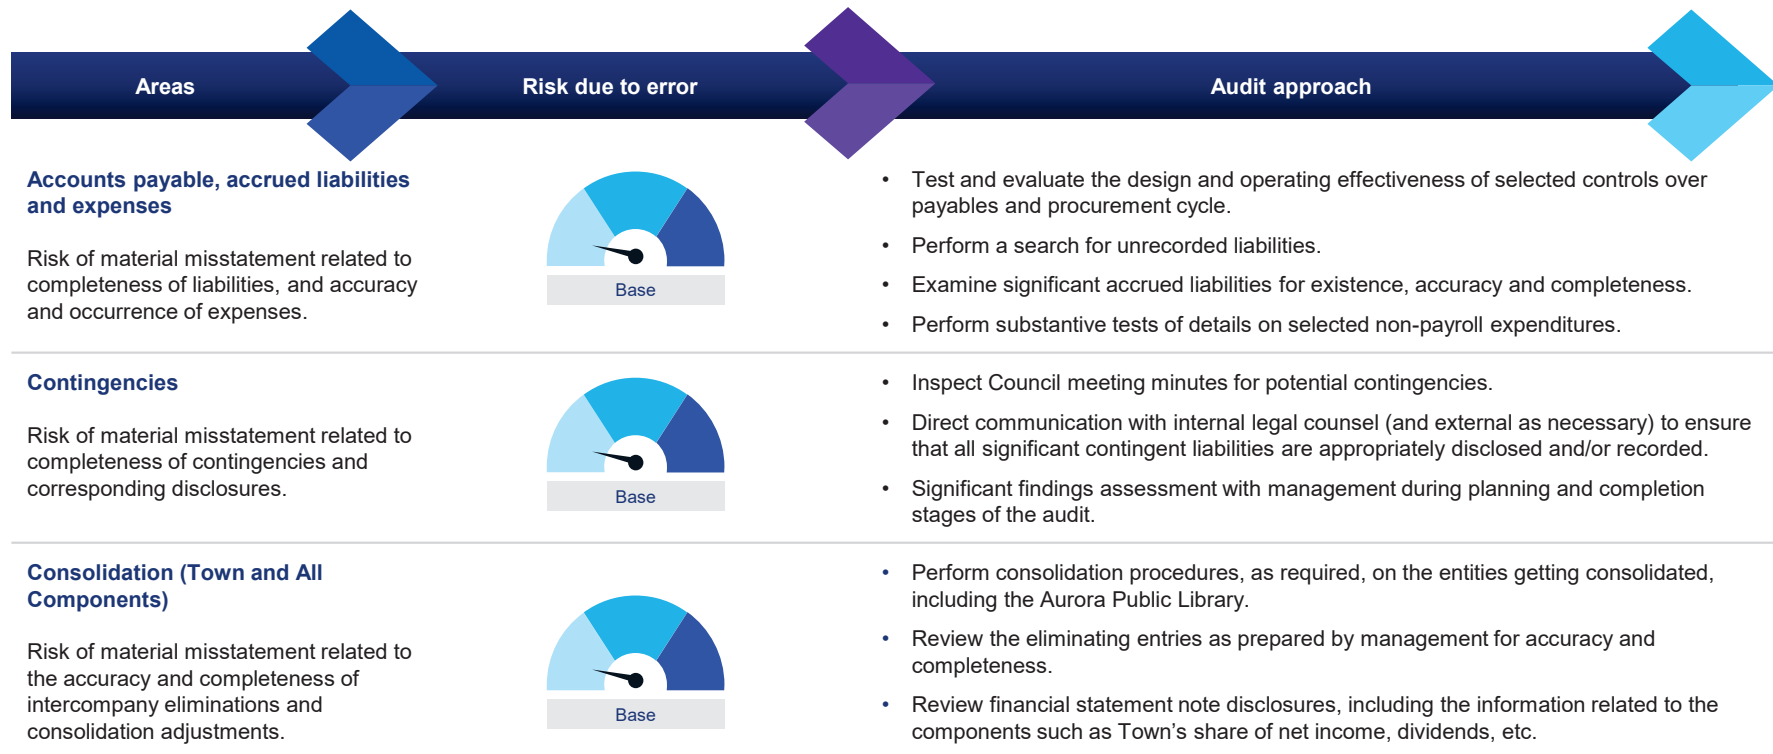 Areas
Risk due to error
Audit approach
Accounts payable, accrued liabilities
and expenses
Risk of material misstatement related to
completeness of liabilities, and accuracy
and occurrence of expenses.
Base
• Test and evaluate the design and operating effectiveness of selected controls over
payables and procurement cycle.
• Perform a search for unrecorded liabilities.
• Examine significant accrued liabilities for existence, accuracy and completeness.
• Perform substantive tests of details on selected non-payroll expenditures.
Contingencies
Risk of material misstatement related to
completeness of contingencies and
corresponding disclosures.
Base
• Inspect Council meeting minutes for potential contingencies.
• Direct communication with internal legal counsel (and external as necessary) to ensure
that all significant contingent liabilities are appropriately disclosed and/or recorded.
• Significant findings assessment with management during planning and completion
stages of the audit.
Consolidation (Town and All
Components)
Risk of material misstatement related to
the accuracy and completeness of
intercompany eliminations and
consolidation adjustments.
Base
• Perform consolidation procedures, as required, on the entities getting consolidated,
including the Aurora Public Library.
• Review the eliminating entries as prepared by management for accuracy and
completeness.
• Review financial statement note disclosures, including the information related to the
components such as Town's share of net income, dividends, etc.